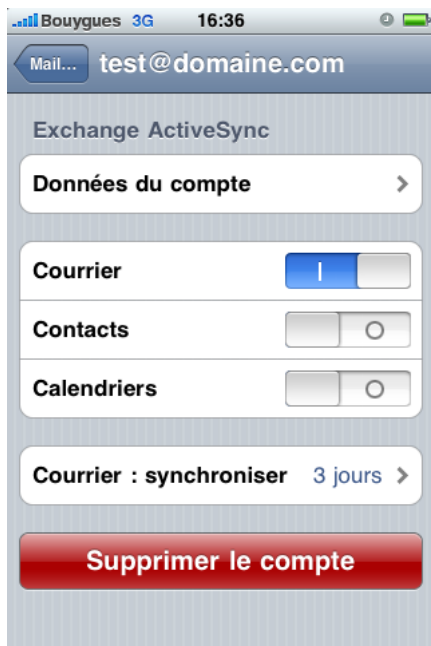 Bouygues 3G 16:36
Mail... test@domaine.com
Exchange ActiveSync
Données du compte
Courrier
Contacts
Calendriers
Courrier : synchroniser 3 jours
Supprimer le compte